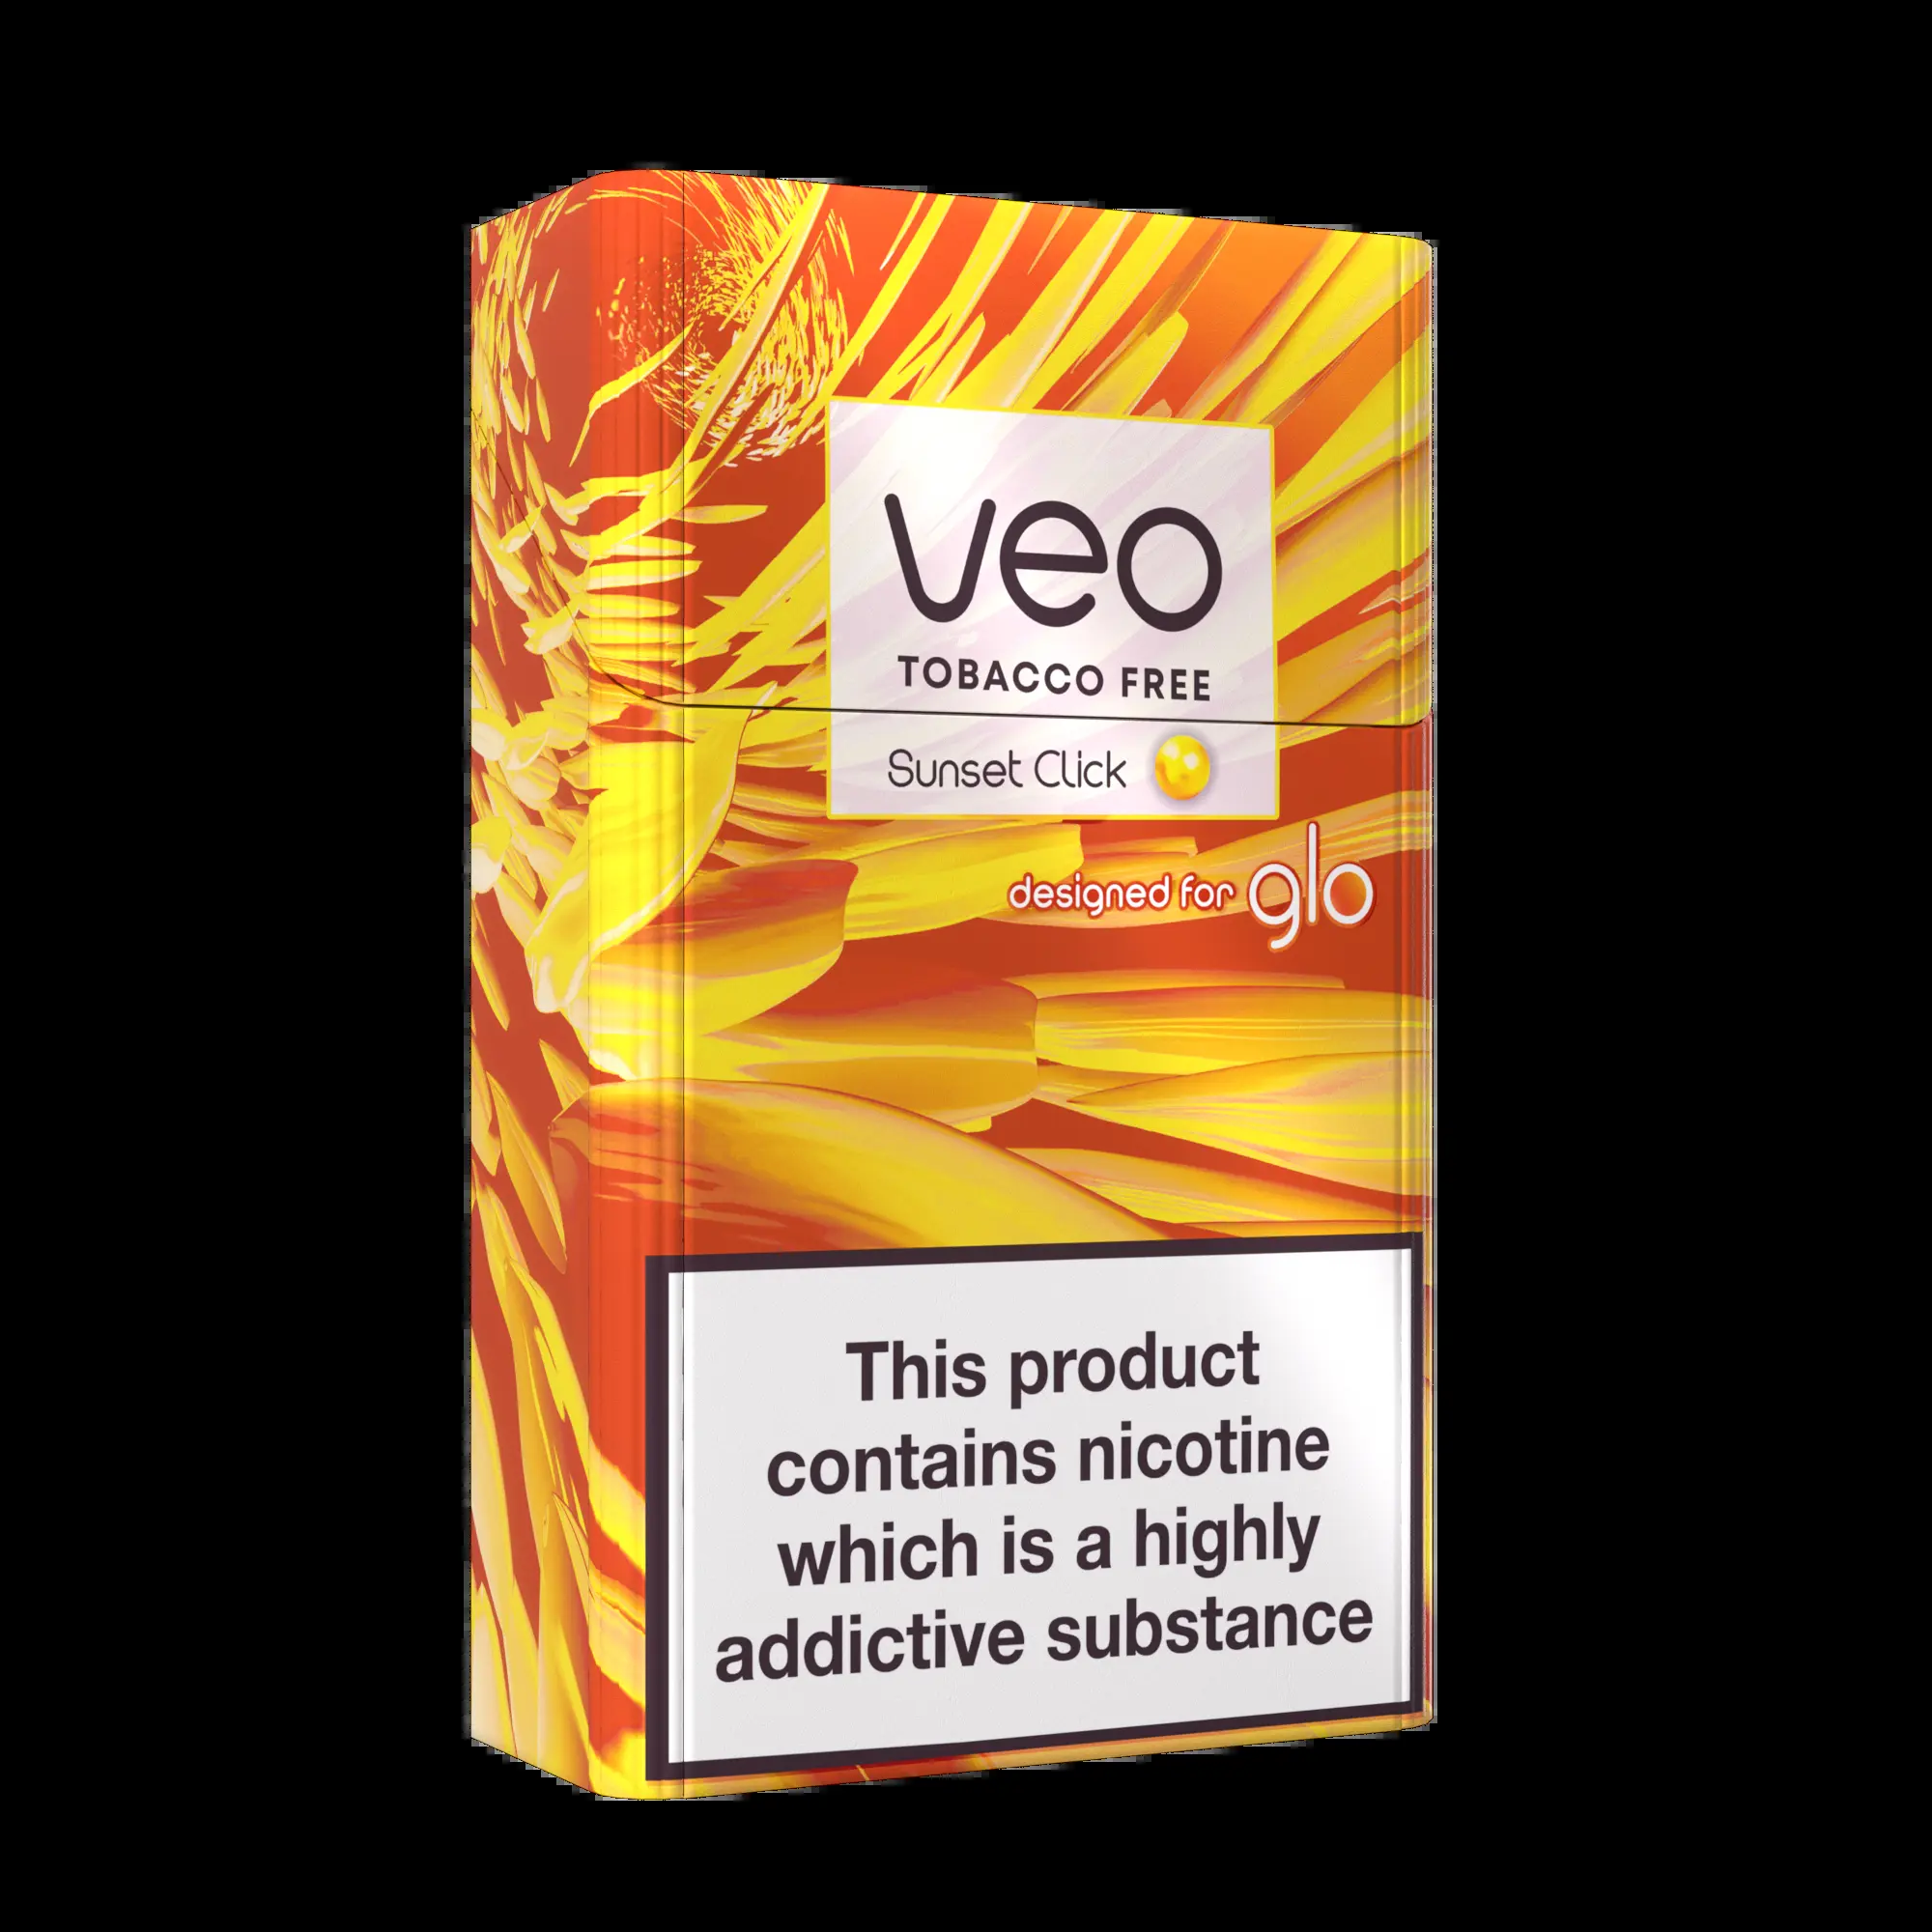 veo
TOBACCO FREE
Sunset Click
designed for glo
This product
contains nicotine
which is a highly
addictive substance